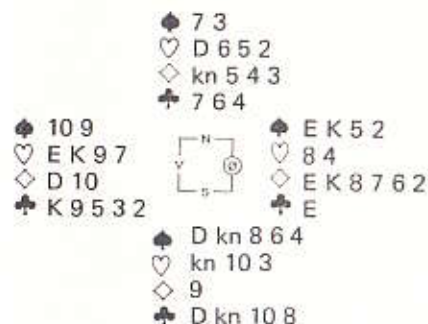 ♠ 7 3
♡ D 6 5 2
♢ kn 5 4 3
♣ 7 6 4
♠ 10 9
♡ E K 9 7
♢ D 10
♣ K 9 5 3 2
N
V Ø
S
♠ E K 5 2
♡ 8 4
♢ E K 8 7 6 2
♣ E
♠ D kn 8 6 4
♡ kn 10 3
♢ 9
♣ D kn 10 8